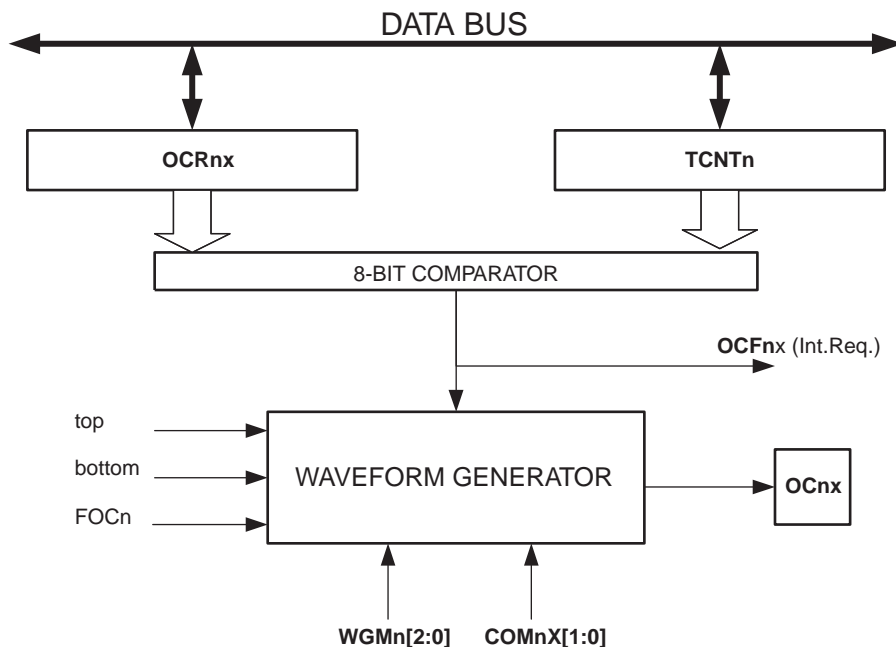 DATA BUS
OCRnx
TCNTn
8-BIT COMPARATOR
OCFnx (Int.Req.)
top
bottom
FOCn
WAVEFORM GENERATOR
OCnx
WGMn[2:0]
COMnX[1:0]